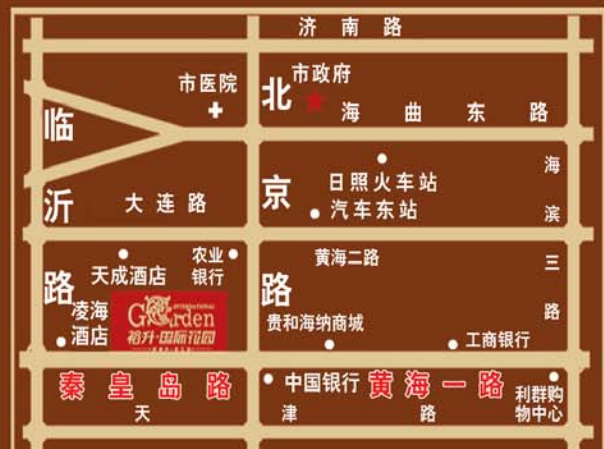 济南路
市医院
市政府
北京路
临沂路
海曲东路
海滨三路
日照火车站
汽车东站
大连路
农业
银行
天成酒店
黄海二路
凌海
酒店
INTERNATIONAL
Garden
裕升·国际花园
贵和海纳商城
工商银行
秦皇岛路
中国银行
黄海一路
利群购
物中心
天津路